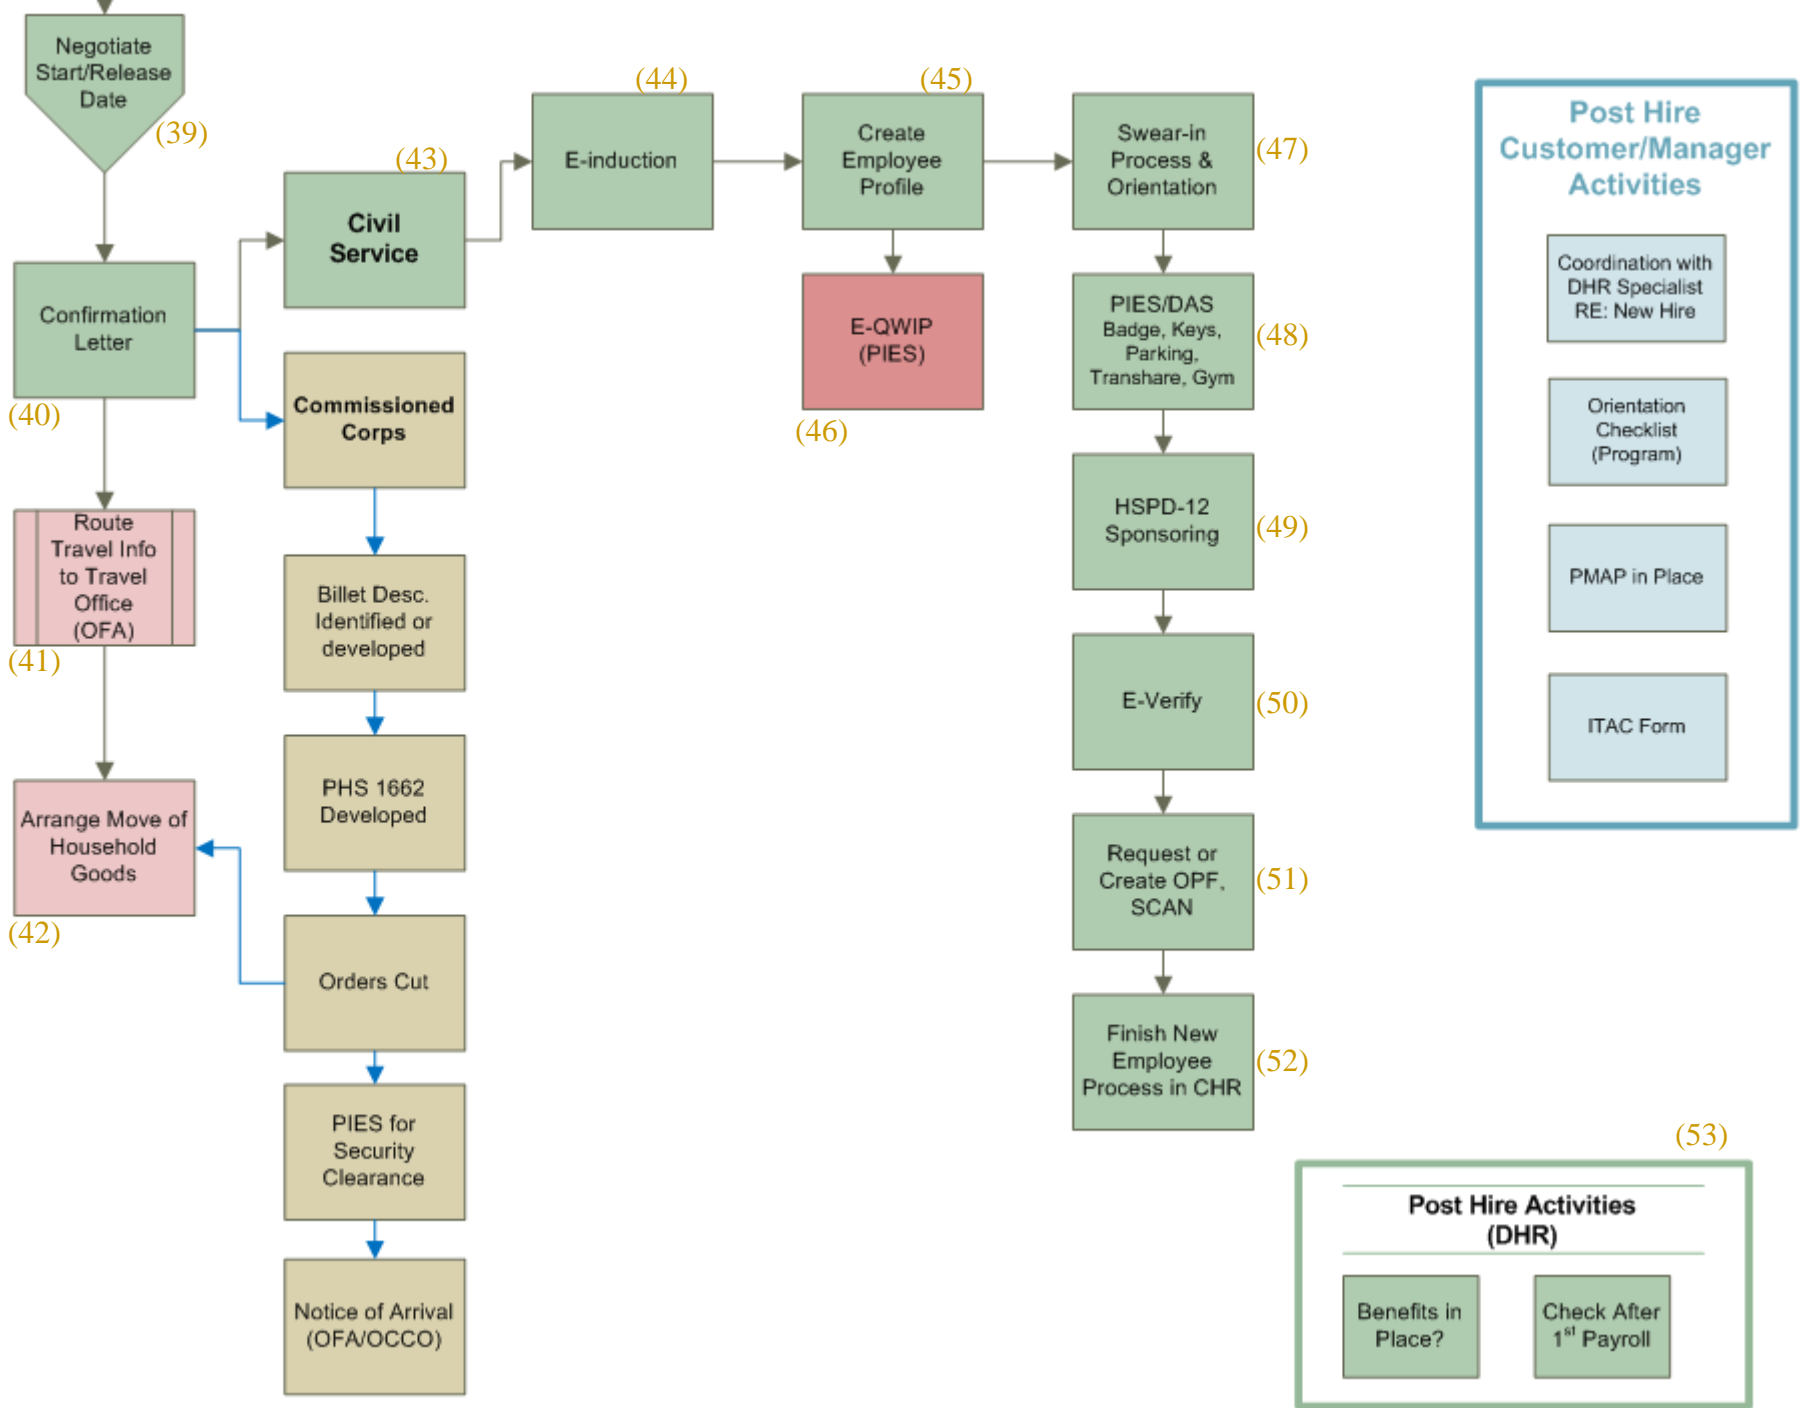 Negotiate
Start/Release
Date
(39)
Confirmation
Letter
(40)
Route
Travel Info
to Travel
Office
(OFA)
(41)
Arrange Move of
Household
Goods
(42)
(43)
Civil
Service
Commissioned
Corps
Billet Desc.
Identified or
developed
PHS 1662
Developed
Orders Cut
PIES for
Security
Clearance
Notice of Arrival
(OFA/OCCO)
(44)
E-induction
(45)
Create
Employee
Profile
E-QWIP
(PIES)
(46)
Swear-in
Process &
Orientation
(47)
PIES/DAS
Badge, Keys,
Parking,
Transhare, Gym
(48)
HSPD-12
Sponsoring
(49)
E-Verify
(50)
Request or
Create OPF,
SCAN
(51)
Finish New
Employee
Process in CHR
(52)
Post Hire
Customer/Manager
Activities
Coordination with
DHR Specialist
RE: New Hire
Orientation
Checklist
(Program)
PMAP in Place
ITAC Form
(53)
Post Hire Activities
(DHR)
Benefits in
Place?
Check After
1st Payroll